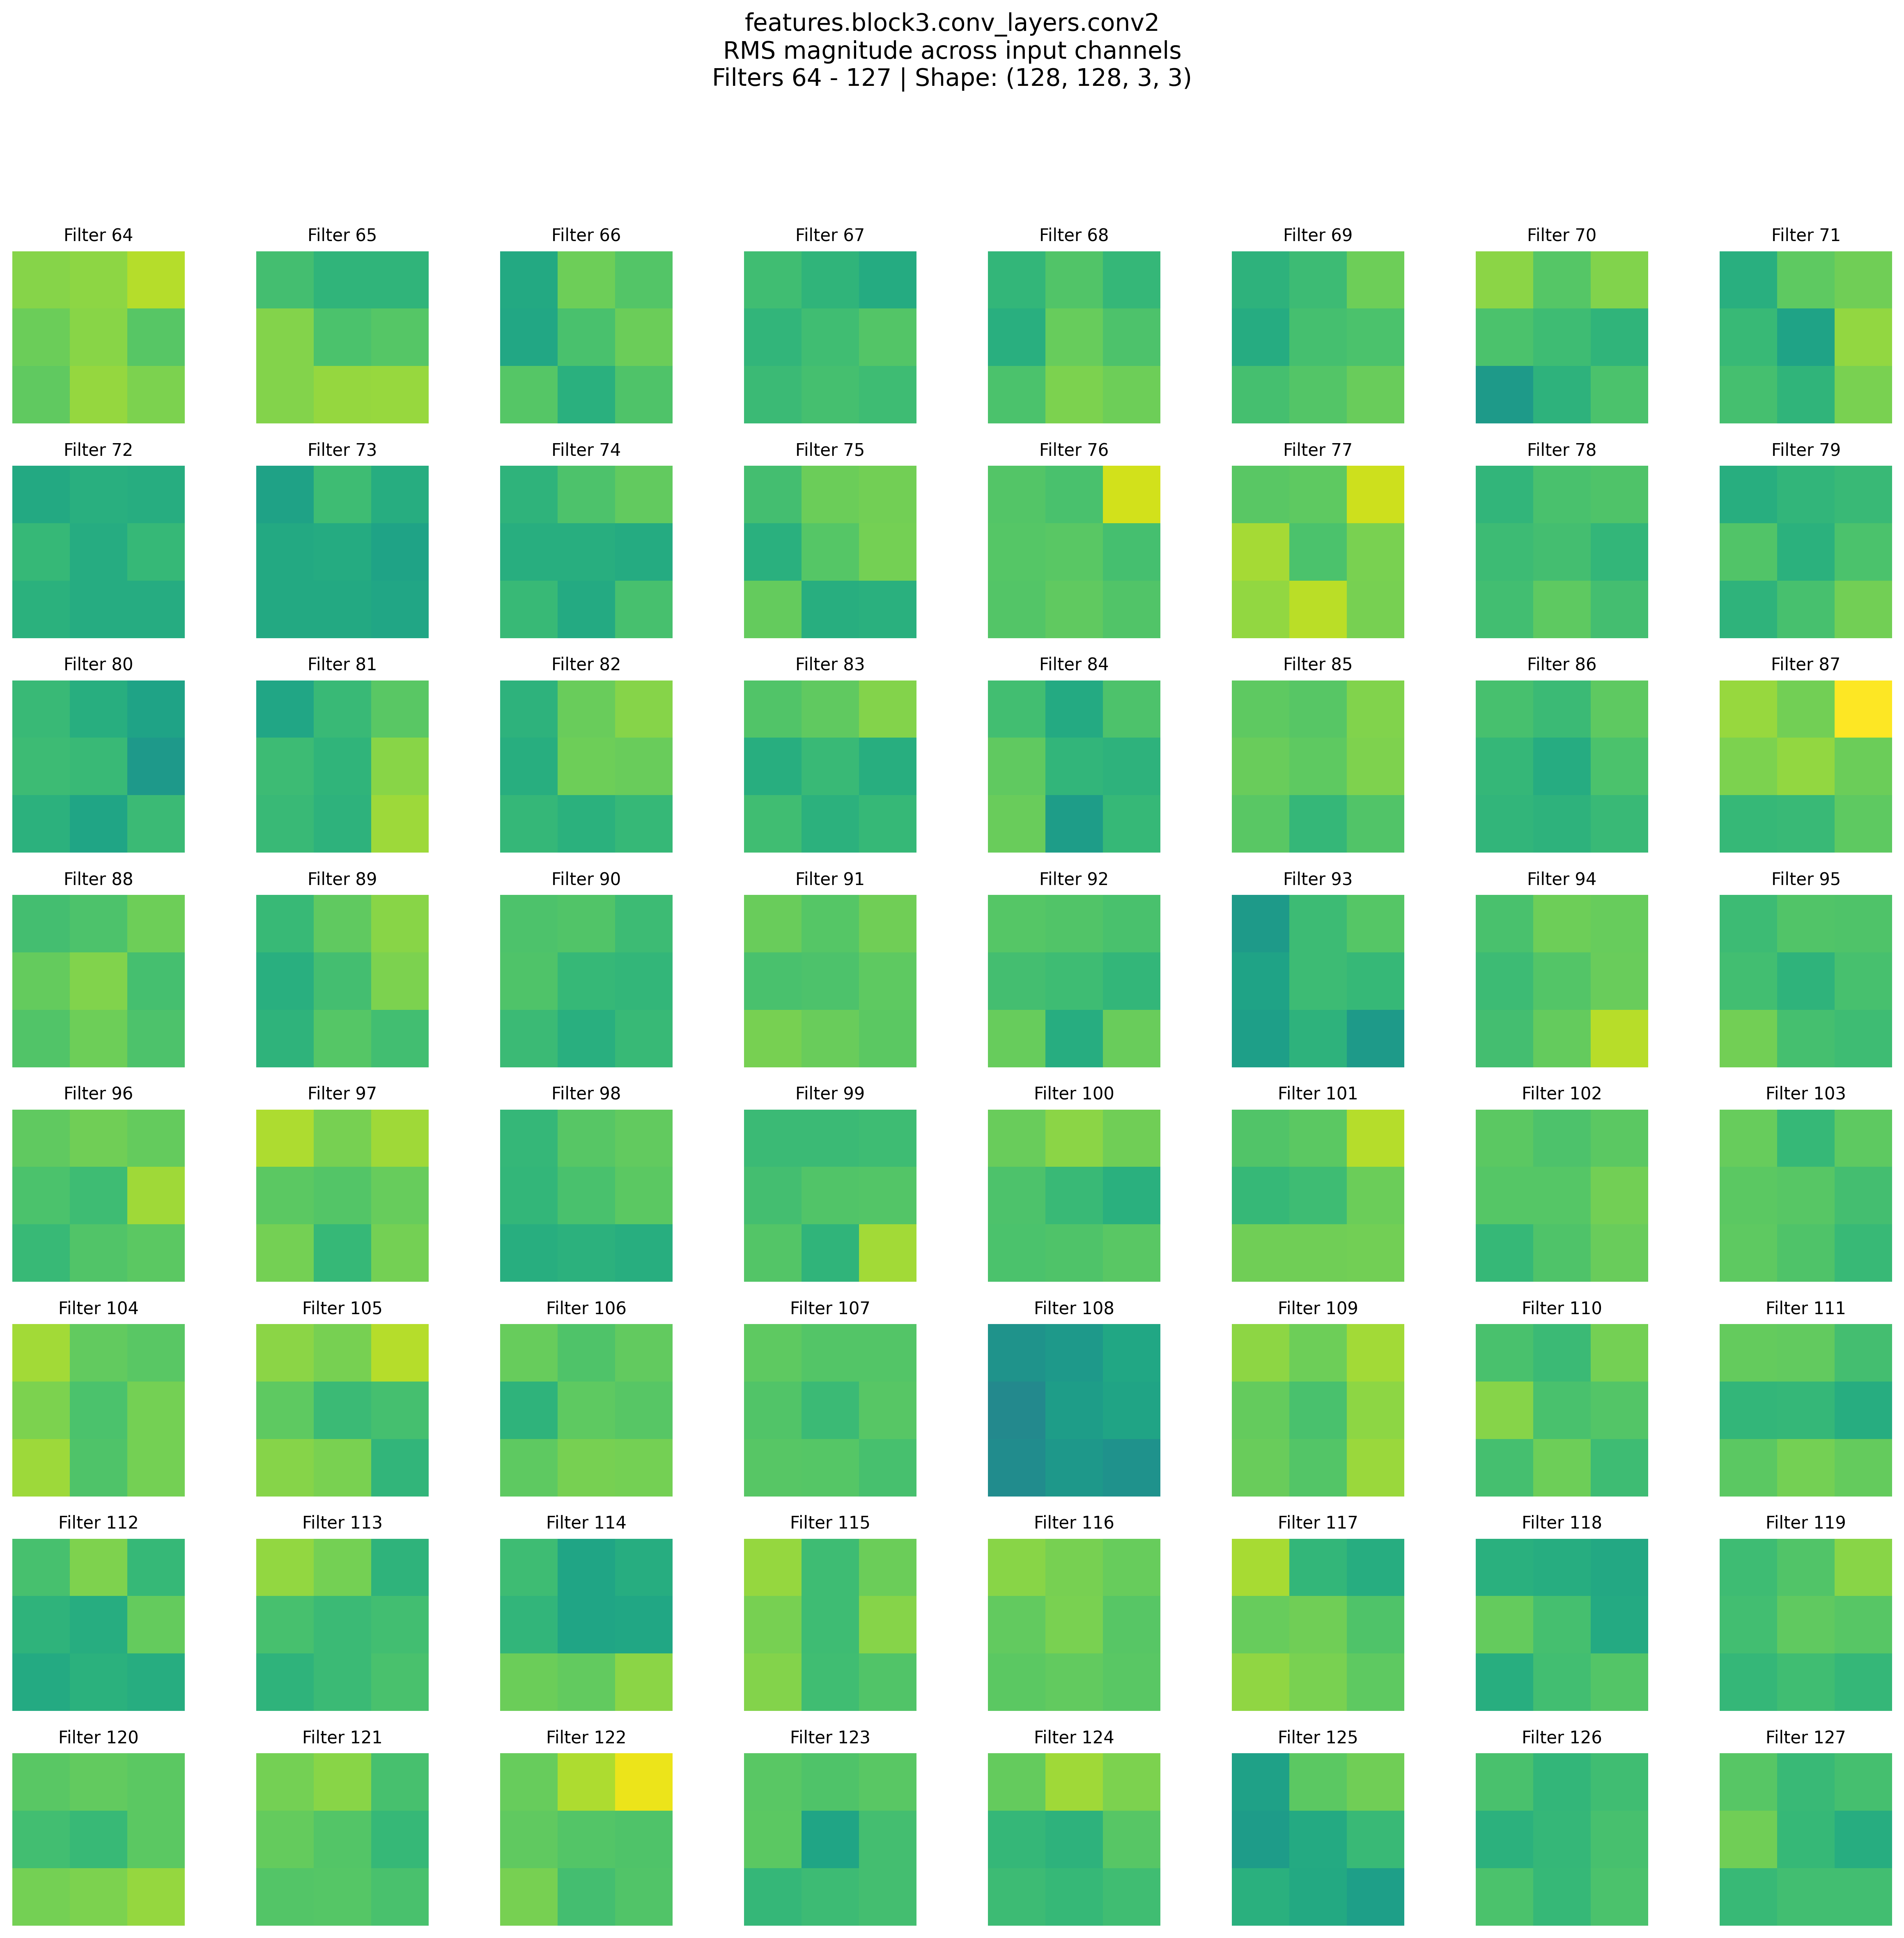 features.block3.conv_layers.conv2
RMS magnitude across input channels
Filters 64 - 127 | Shape: (128, 128, 3, 3)
Filter 64 Filter 65 Filter 66 Filter 67 Filter 68 Filter 69 Filter 70 Filter 71
Filter 72 Filter 73 Filter 74 Filter 75 Filter 76 Filter 77 Filter 78 Filter 79
Filter 80 Filter 81 Filter 82 Filter 83 Filter 84 Filter 85 Filter 86 Filter 87
Filter 88 Filter 89 Filter 90 Filter 91 Filter 92 Filter 93 Filter 94 Filter 95
Filter 96 Filter 97 Filter 98 Filter 99 Filter 100 Filter 101 Filter 102 Filter 103
Filter 104 Filter 105 Filter 106 Filter 107 Filter 108 Filter 109 Filter 110 Filter 111
Filter 112 Filter 113 Filter 114 Filter 115 Filter 116 Filter 117 Filter 118 Filter 119
Filter 120 Filter 121 Filter 122 Filter 123 Filter 124 Filter 125 Filter 126 Filter 127